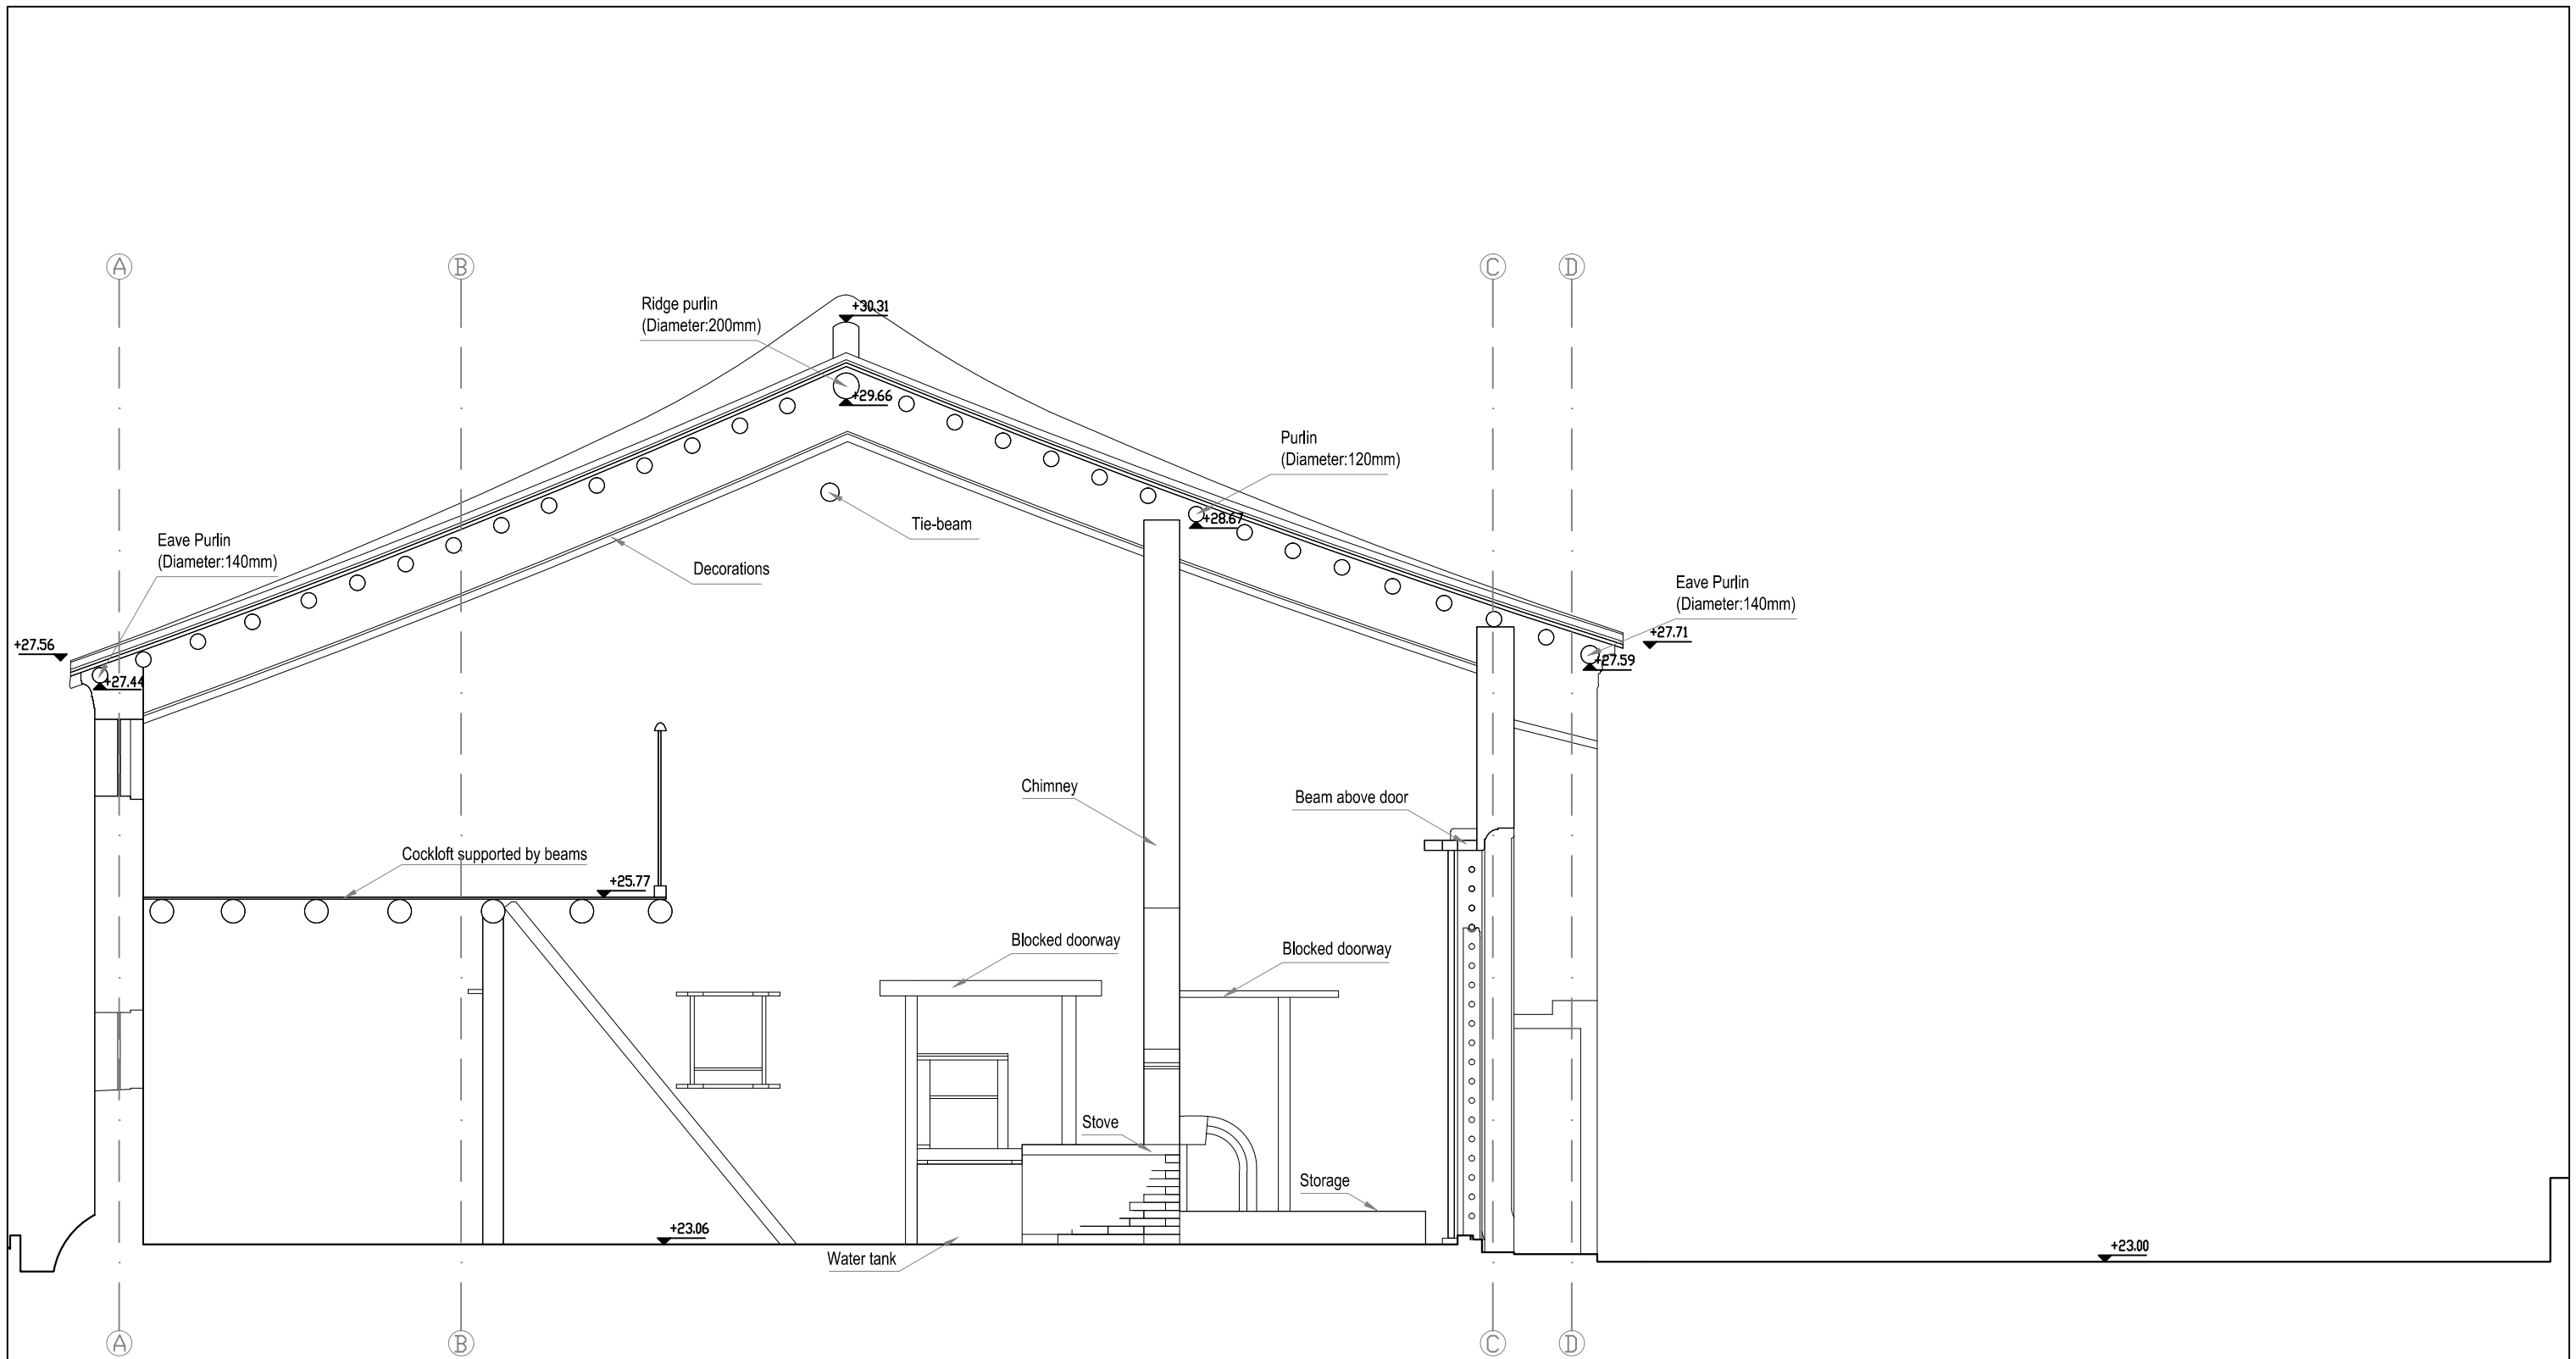 A
B
C
D
Ridge purlin
(Diameter:200mm)
+30.31
+29.66
Purlin
(Diameter:120mm)
+28.67
Tie-beam
Eave Purlin
(Diameter:140mm)
Decorations
Eave Purlin
(Diameter:140mm)
+27.56
+27.71
+27.59
+27.44
Chimney
Beam above door
Cockloft supported by beams
+25.77
Blocked doorway
Blocked doorway
Stove
Storage
+23.06
Water tank
+23.00
A
B
C
D